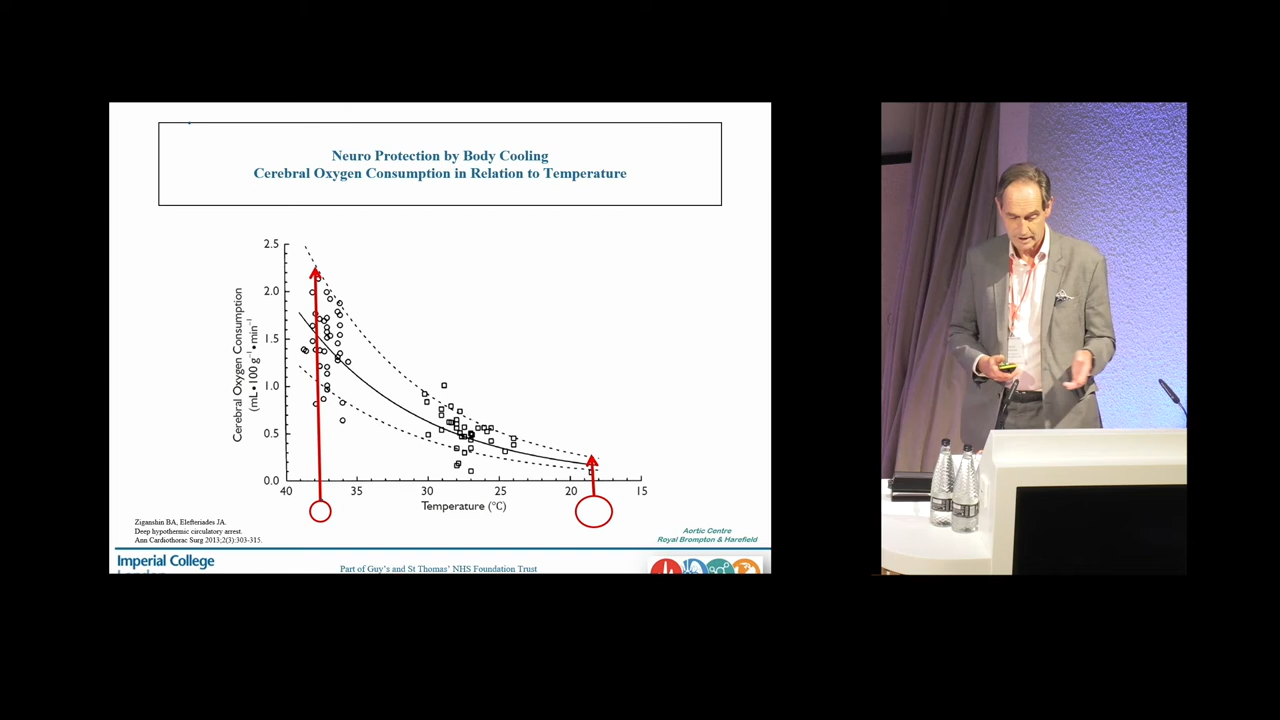 Neuro Protection by Body Cooling
Cerebral Oxygen Consumption in Relation to Temperature
Cerebral Oxygen Consumption
(mL•100 g⁻¹•min⁻¹)
2.5
2.0
1.5
1.0
0.5
0.0
40 35 30 25 20 15
Temperature (°C)
Ziganshin BA, Elefteriades JA.
Deep hypothermic circulatory arrest.
Ann Cardiothorac Surg 2013;2(3):303-315.
Aortic Centre
Royal Brompton & Harefield
Imperial College
London
Part of Guy's and St Thomas' NHS Foundation Trust